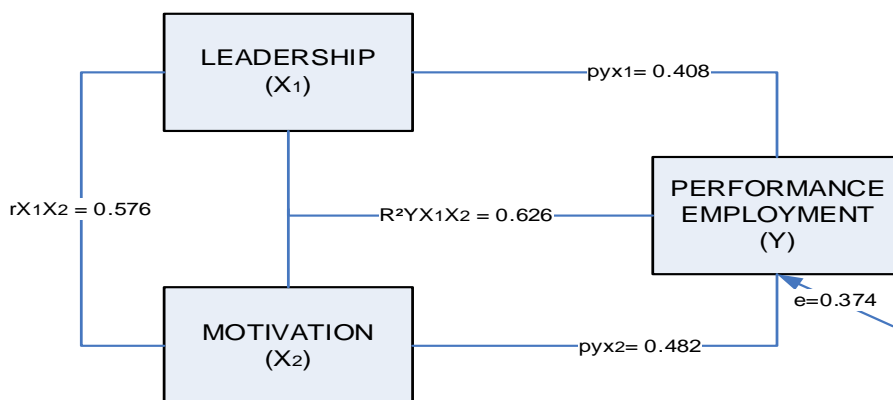 LEADERSHIP
(X₁)
pyx₁= 0.408
PERFORMANCE
EMPLOYMENT
(Y)
rX₁X₂ = 0.576
R²YX₁X₂ = 0.626
e=0.374
MOTIVATION
(X₂)
pyx₂= 0.482